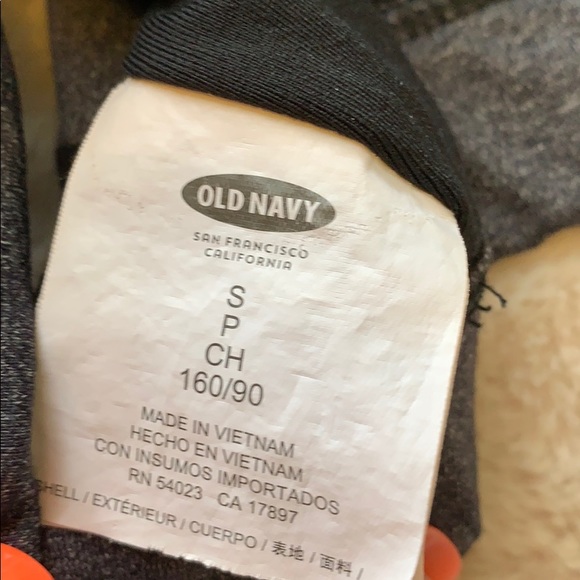 OLD NAVY
SAN FRANCISCO
CALIFORNIA
S
P
CH
160/90
MADE IN VIETNAM
HECHO EN VIETNAM
CON INSUMOS IMPORTADOS
RN 54023 CA 17897
SHELL / EXTÉRIEUR / CUERPO / 表地 / 面料 /